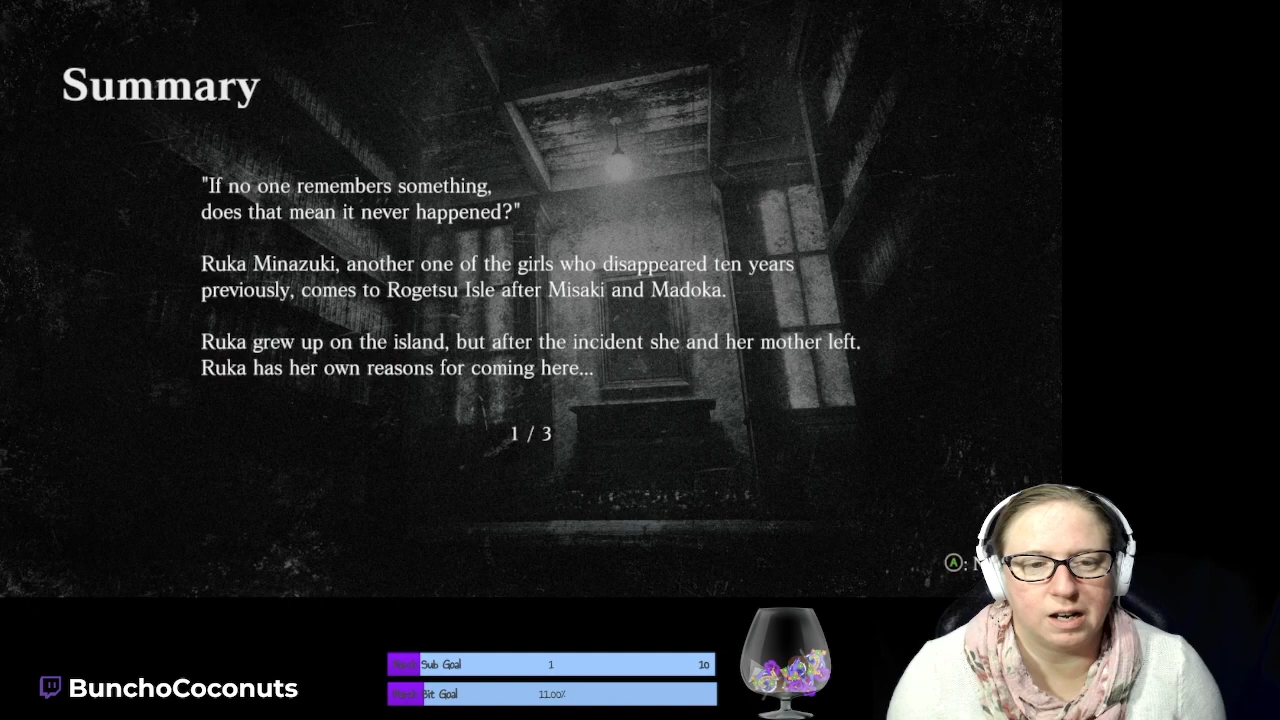 Summary
"If no one remembers something,
does that mean it never happened?"
Ruka Minazuki, another one of the girls who disappeared ten years
previously, comes to Rogetsu Isle after Misaki and Madoka.
Ruka grew up on the island, but after the incident she and her mother left.
Ruka has her own reasons for coming here...
1 / 3
A:
Sub Goal 1 10
Bit Goal 11.00%
BunchoCoconuts